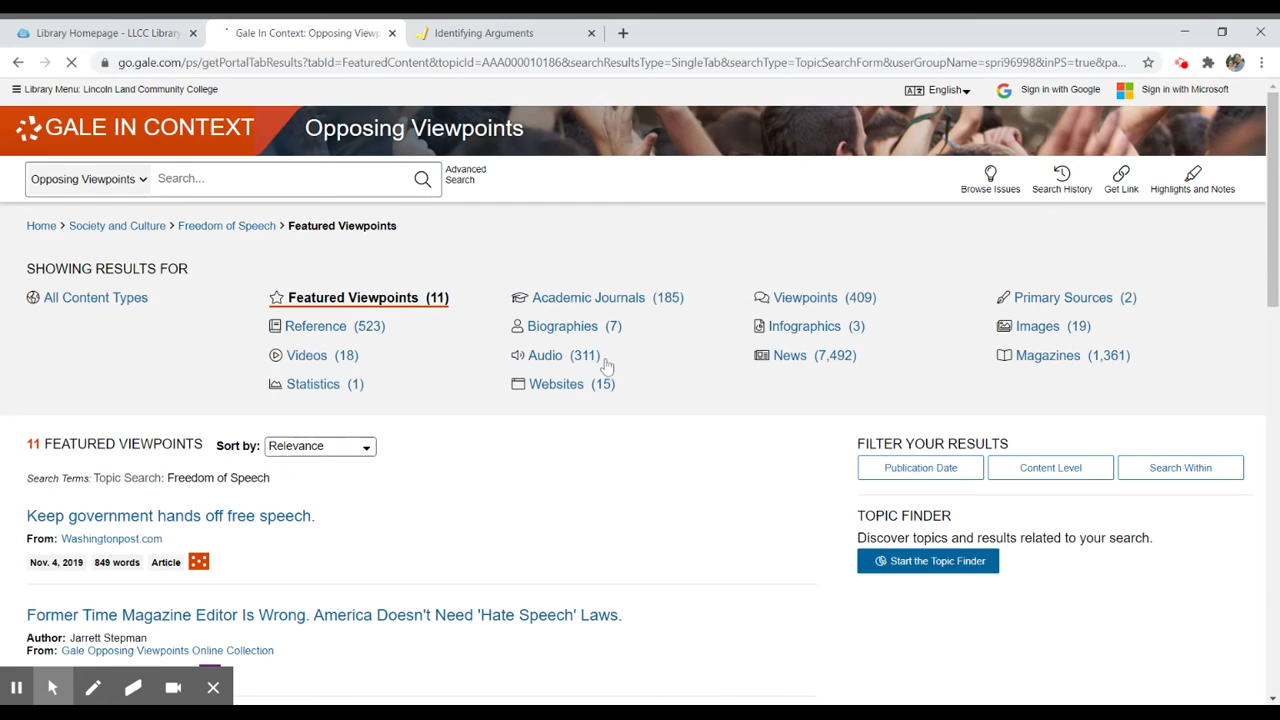 Library Homepage - LLCC Library
Gale In Context: Opposing Viewp
Identifying Arguments
go.gale.com/ps/getPortalTabResults?tabId=FeaturedContent&topicId=AAA000010186&searchResultsType=SingleTab&searchType=TopicSearchForm&userGroupName=spri96998&inPS=true&pa...
Library Menu: Lincoln Land Community College
English
Sign in with Google
Sign in with Microsoft
GALE IN CONTEXT
Opposing Viewpoints
Opposing Viewpoints
Search...
Advanced
Search
Browse Issues
Search History
Get Link
Highlights and Notes
Home > Society and Culture > Freedom of Speech > Featured Viewpoints
SHOWING RESULTS FOR
All Content Types
Featured Viewpoints (11)
Academic Journals (185)
Viewpoints (409)
Primary Sources (2)
Reference (523)
Biographies (7)
Infographics (3)
Images (19)
Videos (18)
Audio (311)
News (7,492)
Magazines (1,361)
Statistics (1)
Websites (15)
11 FEATURED VIEWPOINTS
Sort by: Relevance
Search Terms: Topic Search: Freedom of Speech
Keep government hands off free speech.
From: Washingtonpost.com
Nov. 4, 2019 849 words Article
Former Time Magazine Editor Is Wrong. America Doesn't Need 'Hate Speech' Laws.
Author: Jarrett Stepman
From: Gale Opposing Viewpoints Online Collection
FILTER YOUR RESULTS
Publication Date
Content Level
Search Within
TOPIC FINDER
Discover topics and results related to your search.
Start the Topic Finder